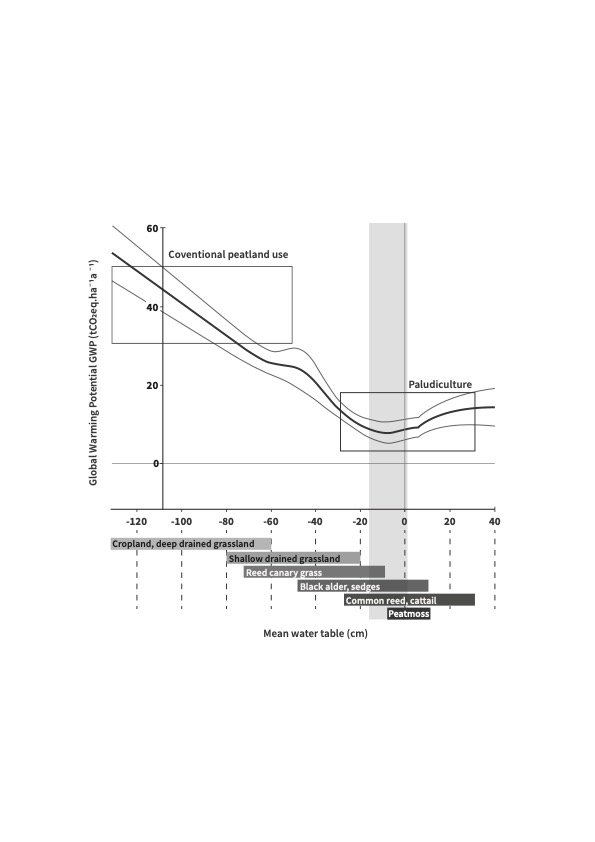 60
Coventional peatland use
40
20
Paludiculture
0
Global Warming Potential GWP (tCO₂eq.ha⁻¹a⁻¹)
-120 -100 -80 -60 -40 -20 0 20 40
Cropland, deep drained grassland
Shallow drained grassland
Reed canary grass
Black alder, sedges
Common reed, cattail
Peatmoss
Mean water table (cm)